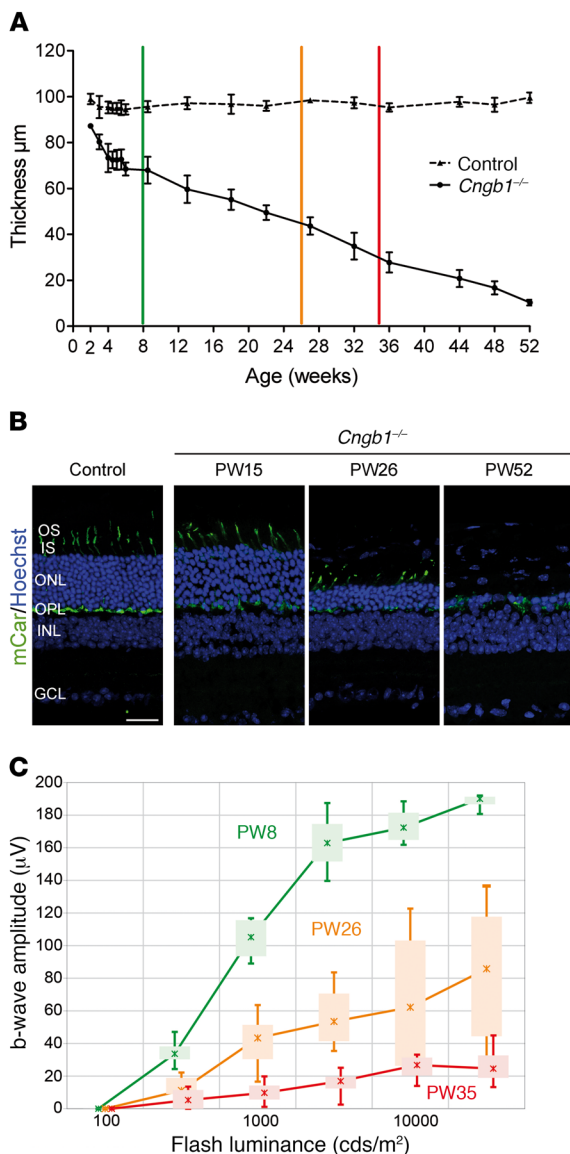 A
120
100
80
60
40
20
0
Thickness µm
Control
Cngb1–/–
0 2 4 8 12 16 20 24 28 32 36 40 44 48 52
Age (weeks)
B
Cngb1–/–
Control PW15 PW26 PW52
mCar/Hoechst
OS
IS
ONL
OPL
INL
GCL
C
200
180
160
140
120
100
80
60
40
20
0
b-wave amplitude (µV)
PW8
PW26
PW35
100 1000 10000
Flash luminance (cds/m²)